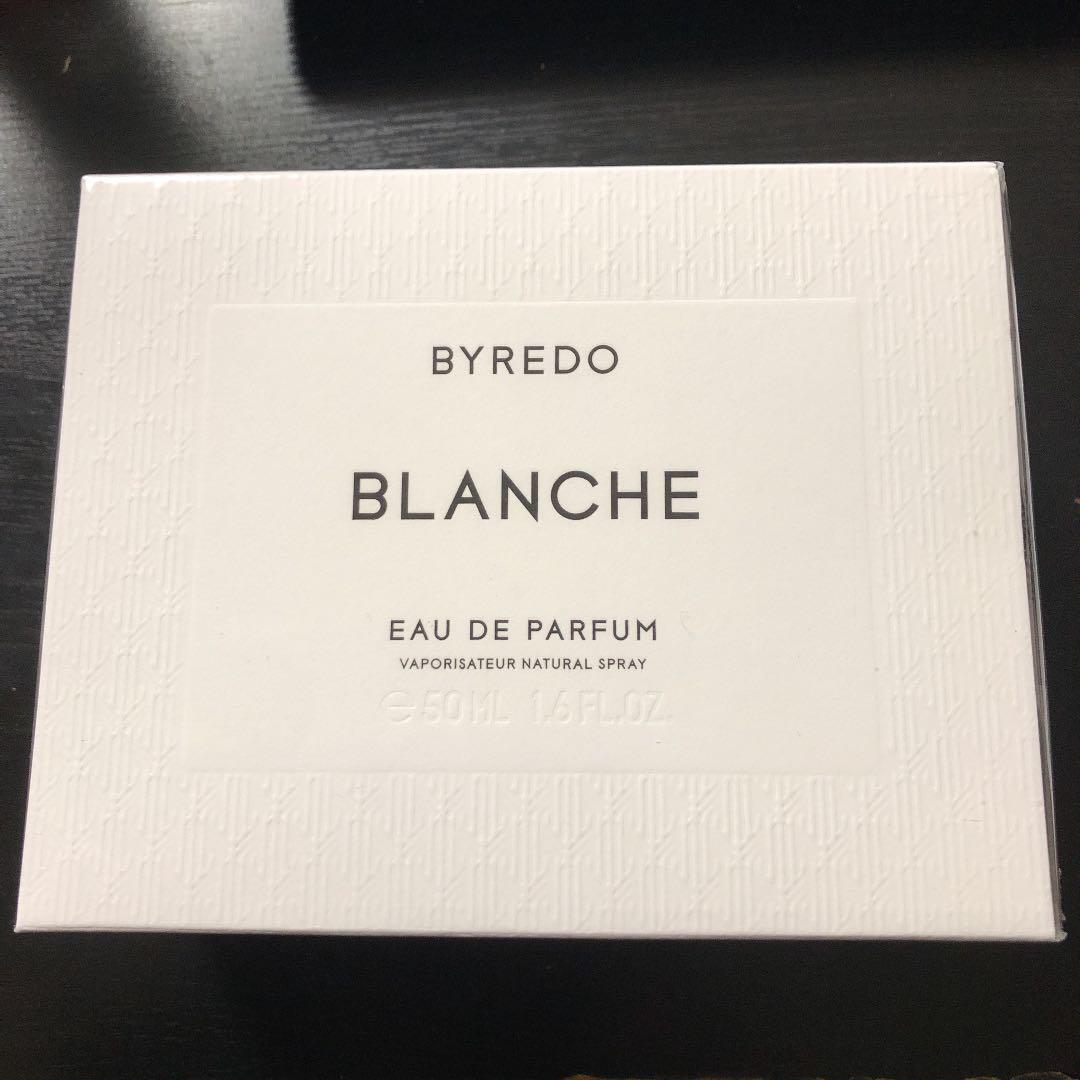 BYREDO
BLANCHE
EAU DE PARFUM
VAPORISATEUR NATURAL SPRAY
℮ 50 ML 1.6 FL.OZ.